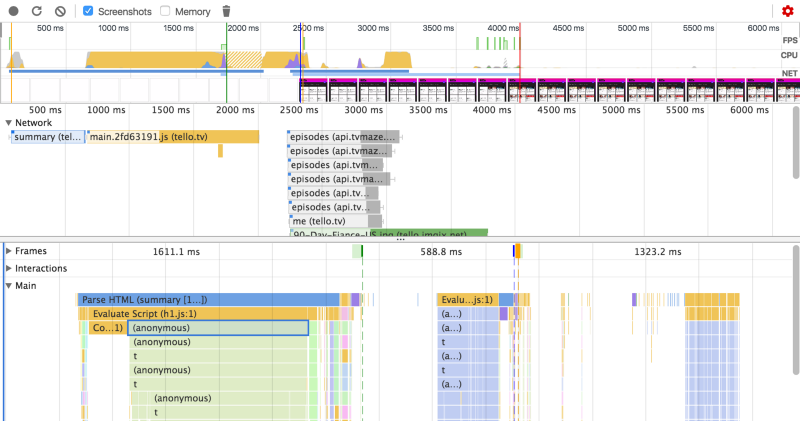 Screenshots Memory
500 ms 1000 ms 1500 ms 2000 ms 2500 ms 3000 ms 3500 ms 4000 ms 4500 ms 5000 ms 5500 ms 6000 ms
FPS
CPU
NET
500 ms 1000 ms 1500 ms 2000 ms 2500 ms 3000 ms 3500 ms 4000 ms 4500 ms 5000 ms 5500 ms 6000 ms
Network
summary (tel... main.2fd63191.js (tello.tv) episodes (api.tvmaze....
episodes (api.tvmaz...
episodes (api.tvm...
episodes (api.tvma...
episodes (api.tv...
episodes (api.tv...
me (tello.tv)
90-Day-Fiance-US.jpg (tello.imgix.net)
Frames 1611.1 ms 588.8 ms 1323.2 ms
Interactions
Main
Parse HTML (summary [1...]) Evalu...js:1)
Evaluate Script (h1.js:1) (a...)
Co...1) (anonymous) (a...)
(anonymous) t
t (a...)
(anonymous) t
t (a...)
(anonymous)
t